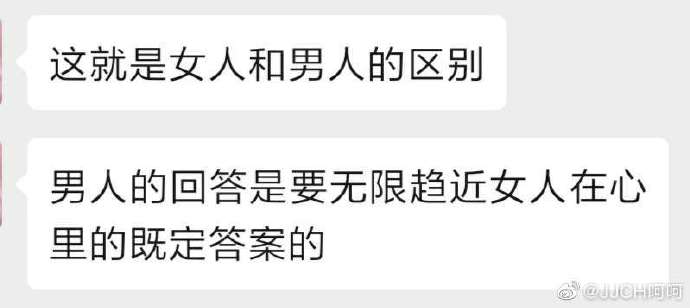 这就是女人和男人的区别
男人的回答是要无限趋近女人在心
里的既定答案的
@JJCHI呵呵